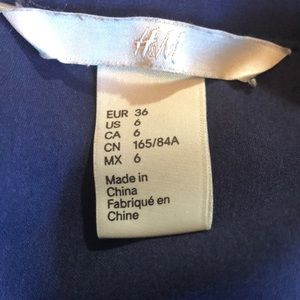 H&M
EUR 36
US 6
CA 6
CN 165/84A
MX 6
Made in
China
Fabriqué en
Chine